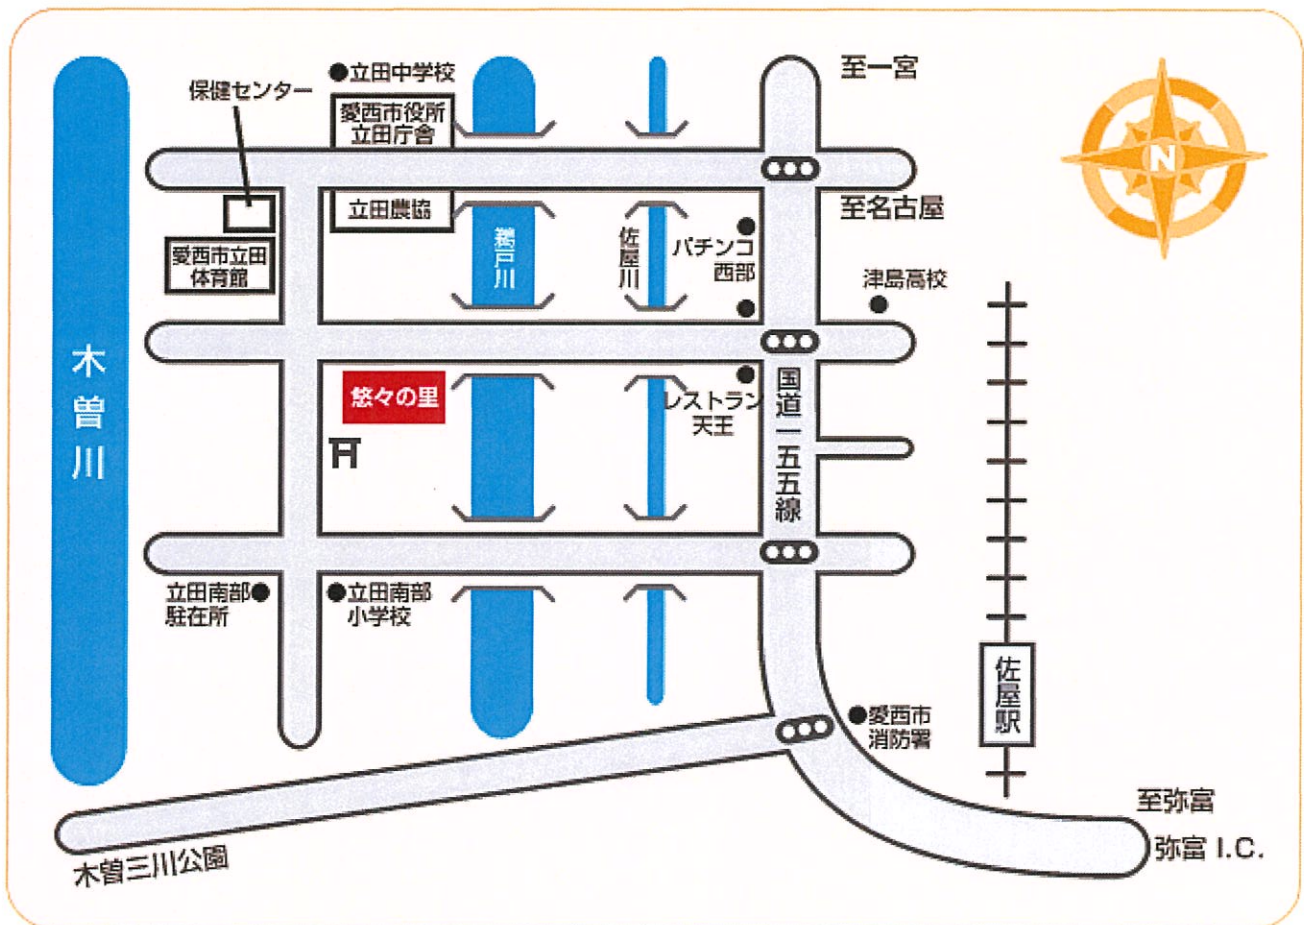 立田中学校
至一宮
保健センター
愛西市役所
立田庁舎
N
立田農協
至名古屋
鵜戸川
佐屋川
パチンコ
西部
愛西市立田
体育館
津島高校
木曽川
悠々の里
レストラン
天王
国道一五五線
立田南部
駐在所
立田南部
小学校
佐屋駅
愛西市
消防署
至弥富
弥富 I.C.
木曽三川公園